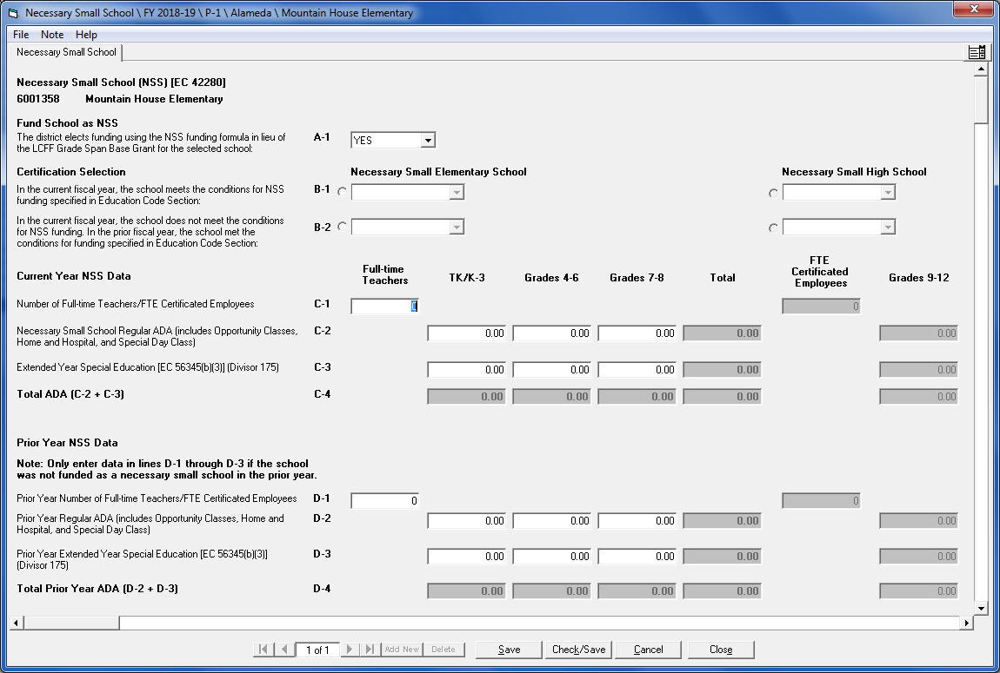 Necessary Small School \ FY 2018-19 \ P-1 \ Alameda \ Mountain House Elementary
File Note Help
Necessary Small School
Necessary Small School (NSS) [EC 42280]
6001358 Mountain House Elementary
Fund School as NSS
The district elects funding using the NSS funding formula in lieu of
the LCFF Grade Span Base Grant for the selected school:
A-1 YES
Certification Selection Necessary Small Elementary School Necessary Small High School
In the current fiscal year, the school meets the conditions for NSS
funding specified in Education Code Section:
B-1
In the current fiscal year, the school does not meet the conditions
for NSS funding. In the prior fiscal year, the school met the
conditions for funding specified in Education Code Section:
B-2
Current Year NSS Data
Full-time
Teachers
TK/K-3 Grades 4-6 Grades 7-8 Total
FTE
Certificated
Employees
Grades 9-12
Number of Full-time Teachers/FTE Certificated Employees C-1 0 0
Necessary Small School Regular ADA (includes Opportunity Classes,
Home and Hospital, and Special Day Class)
C-2 0.00 0.00 0.00 0.00 0.00
Extended Year Special Education [EC 56345(b)(3)] (Divisor 175) C-3 0.00 0.00 0.00 0.00 0.00
Total ADA (C-2 + C-3) C-4 0.00 0.00 0.00 0.00 0.00
Prior Year NSS Data
Note: Only enter data in lines D-1 through D-3 if the school
was not funded as a necessary small school in the prior year.
Prior Year Number of Full-time Teachers/FTE Certificated Employees D-1 0 0
Prior Year Regular ADA (includes Opportunity Classes, Home and
Hospital, and Special Day Class)
D-2 0.00 0.00 0.00 0.00 0.00
Prior Year Extended Year Special Education [EC 56345(b)(3)]
(Divisor 175)
D-3 0.00 0.00 0.00 0.00 0.00
Total Prior Year ADA (D-2 + D-3) D-4 0.00 0.00 0.00 0.00 0.00
1 of 1 Add New Delete Save Check/Save Cancel Close